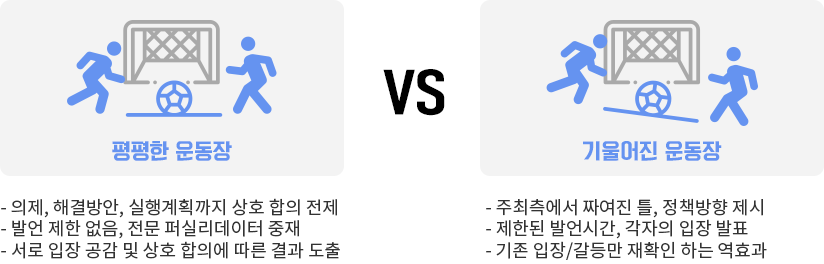 평평한 운동장
VS
기울어진 운동장
- 의제, 해결방안, 실행계획까지 상호 합의 전제
- 발언 제한 없음, 전문 퍼실리데이터 중재
- 서로 입장 공감 및 상호 합의에 따른 결과 도출
- 주최측에서 짜여진 틀, 정책방향 제시
- 제한된 발언시간, 각자의 입장 발표
- 기존 입장/갈등만 재확인 하는 역효과